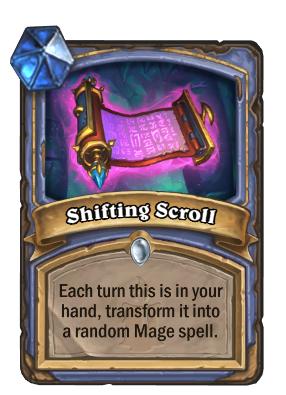 Shifting Scroll
Each turn this is in your
hand, transform it into
a random Mage spell.